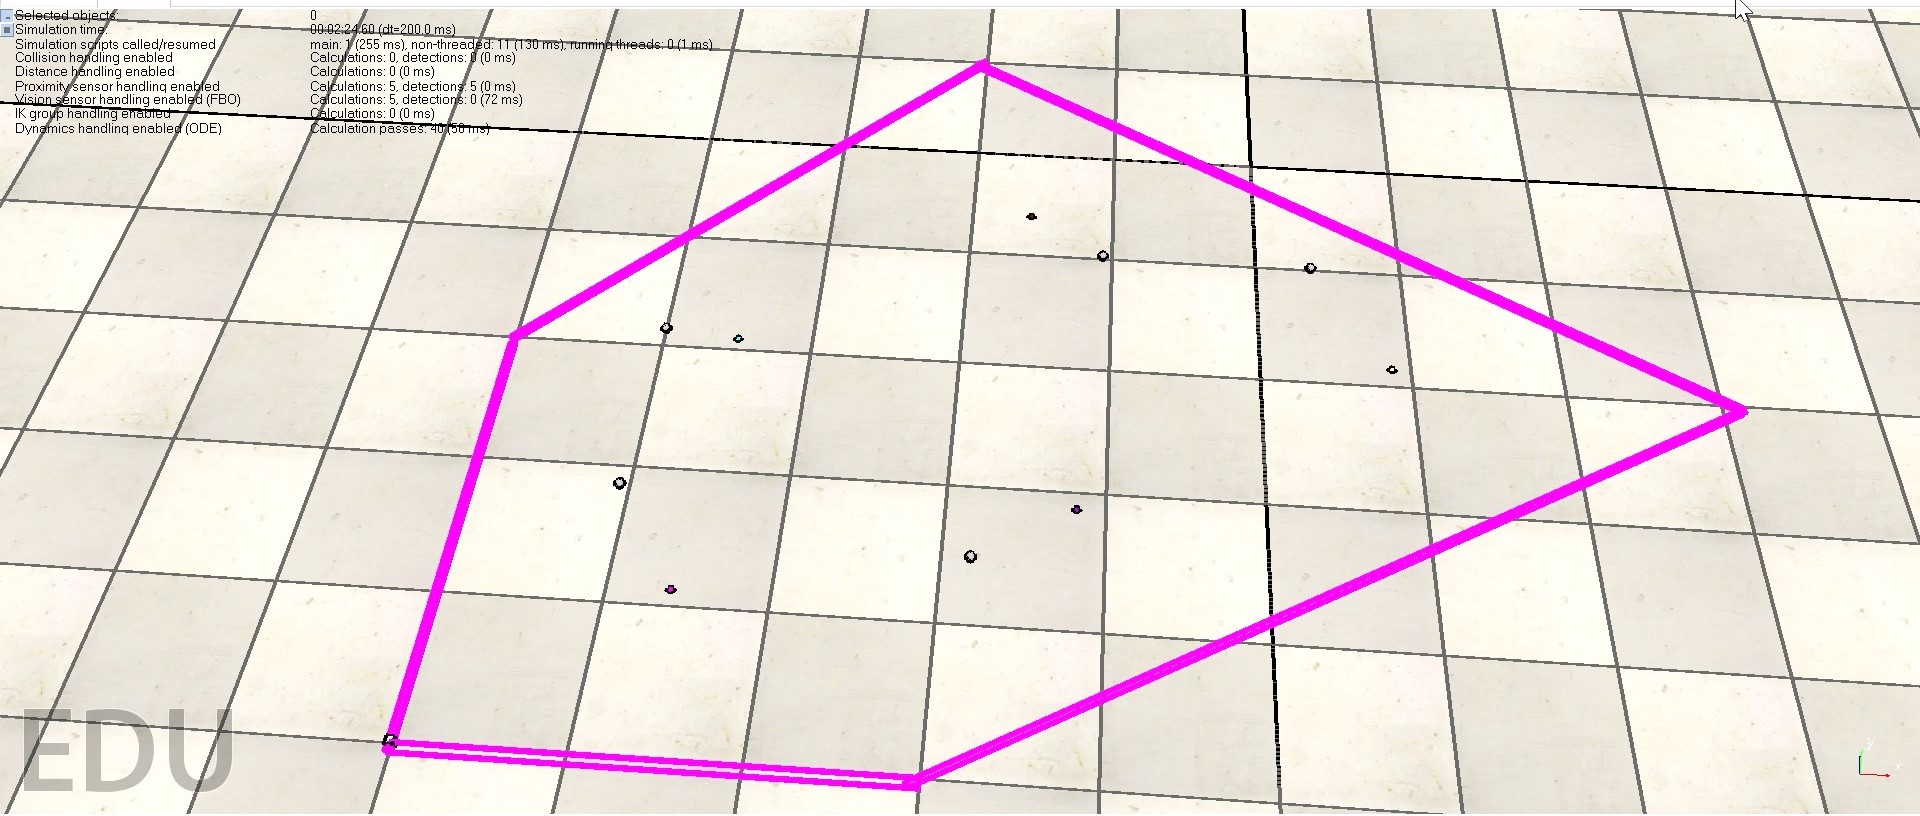 Selected objects: 0
Simulation time: 00:02:24.60 (dt=200.0 ms)
Simulation scripts called/resumed main: 1 (255 ms), non-threaded: 11 (130 ms), running threads: 0 (1 ms)
Collision handling enabled Calculations: 0, detections: 0 (0 ms)
Distance handling enabled Calculations: 0 (0 ms)
Proximity sensor handling enabled Calculations: 5, detections: 5 (0 ms)
Vision sensor handling enabled (FBO) Calculations: 5, detections: 0 (72 ms)
IK group handling enabled Calculations: 0 (0 ms)
Dynamics handling enabled (ODE) Calculation passes: 40 (50 ms)
EDU